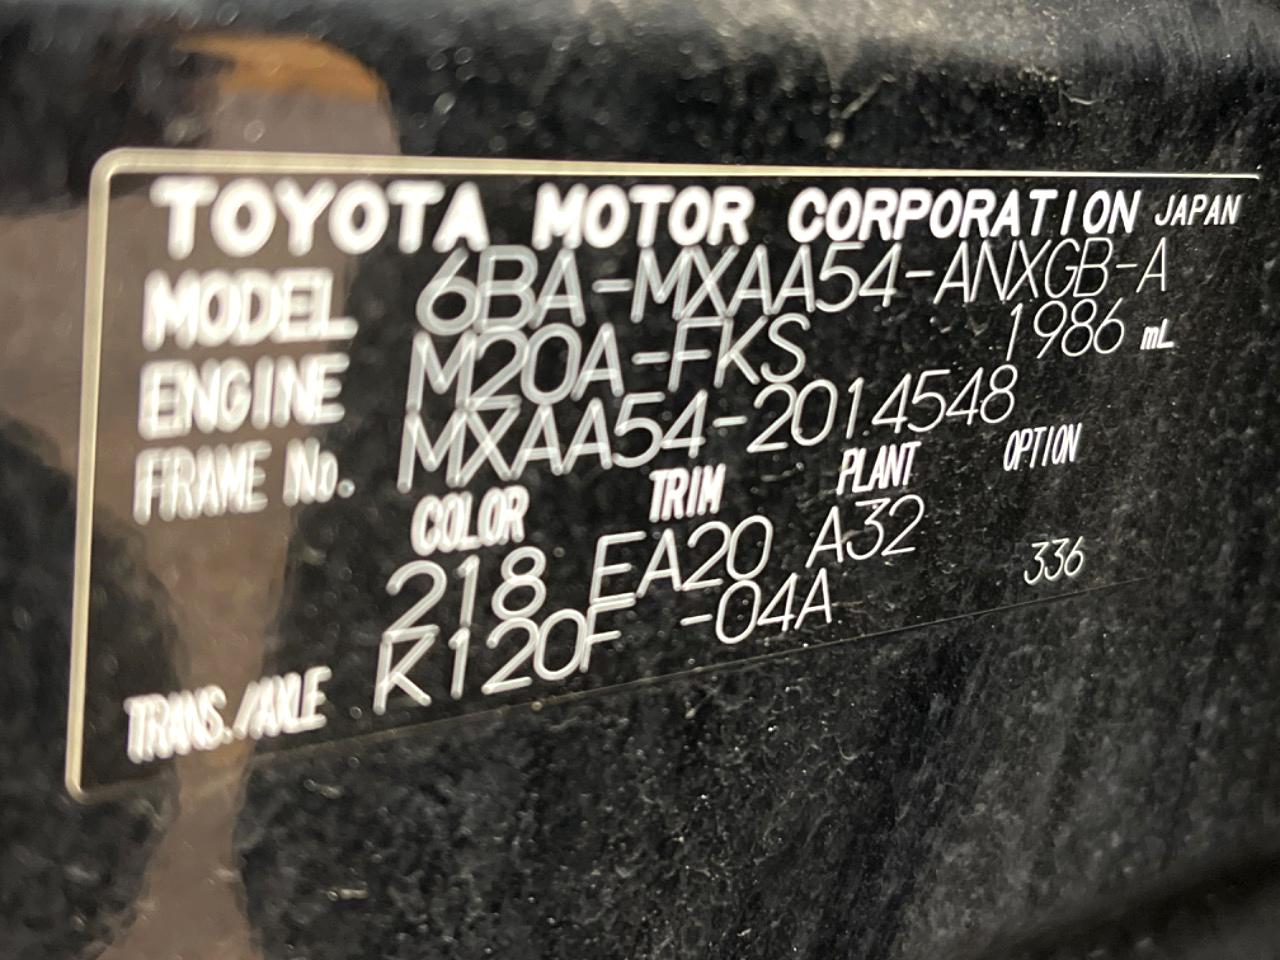 TOYOTA MOTOR CORPORATION JAPAN
MODEL 6BA-MXAA54-ANXGB-A
ENGINE M20A-FKS 1986 mL
FRAME No. MXAA54-2014548
COLOR TRIM PLANT OPTION
218 EA20 A32 336
TRANS./AXLE K120F -04A